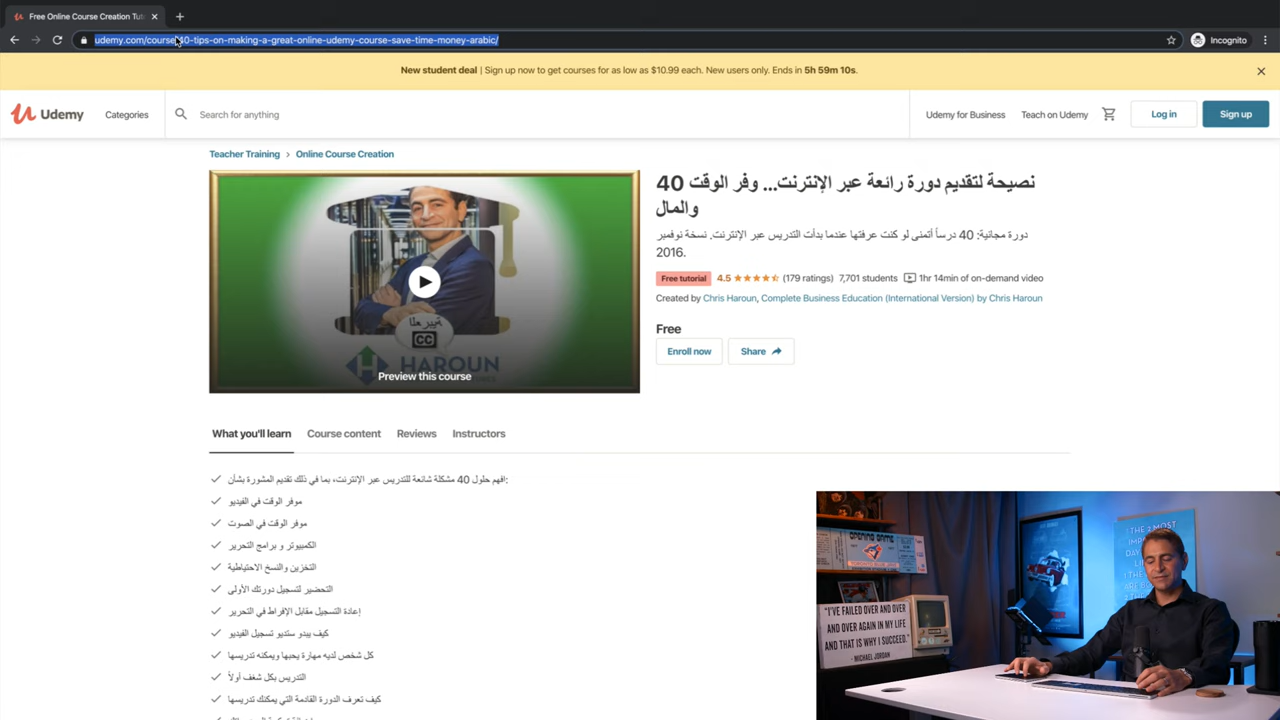 Free Online Course Creation Tut
udemy.com/course/40-tips-on-making-a-great-online-udemy-course-save-time-money-arabic/
Incognito
New student deal | Sign up now to get courses for as low as $10.99 each. New users only. Ends in 5h 59m 10s.
Udemy
Categories
Search for anything
Udemy for Business
Teach on Udemy
Log in
Sign up
Teacher Training › Online Course Creation
40 نصيحة لتقديم دورة رائعة عبر الإنترنت... وفر الوقت
والمال
دورة مجانية: 40 درساً أتمنى لو كنت عرفتها عندما بدأت التدريس عبر الإنترنت. نسخة نوفمبر
2016.
Free tutorial 4.5 (179 ratings) 7,701 students 1hr 14min of on-demand video
Created by Chris Haroun, Complete Business Education (International Version) by Chris Haroun
Free
Enroll now
Share
CC
HAROUN
Preview this course
What you'll learn
Course content
Reviews
Instructors
افهم حلول 40 مشكلة شائعة للتدريس عبر الإنترنت، بما في ذلك تقديم المشورة بشأن:
موفر الوقت في الفيديو
موفر الوقت في الصوت
الكمبيوتر و برامج التحرير
التخزين والنسخ الاحتياطية
التحضير لتسجيل دورتك الأولى
إعادة التسجيل مقابل الإفراط في التحرير
كيف يبدو ستديو تسجيل الفيديو
كل شخص لديه مهارة يحبها ويمكنه تدريسها
التدريس بكل شغف أولاً
كيف تعرف الدورة القادمة التي يمكنك تدريسها
OPENING GAME
TORONTO BLUE JAYS
"I'VE FAILED OVER AND OVER
AND OVER AGAIN IN MY LIFE
AND THAT IS WHY I SUCCEED."
- MICHAEL JORDAN